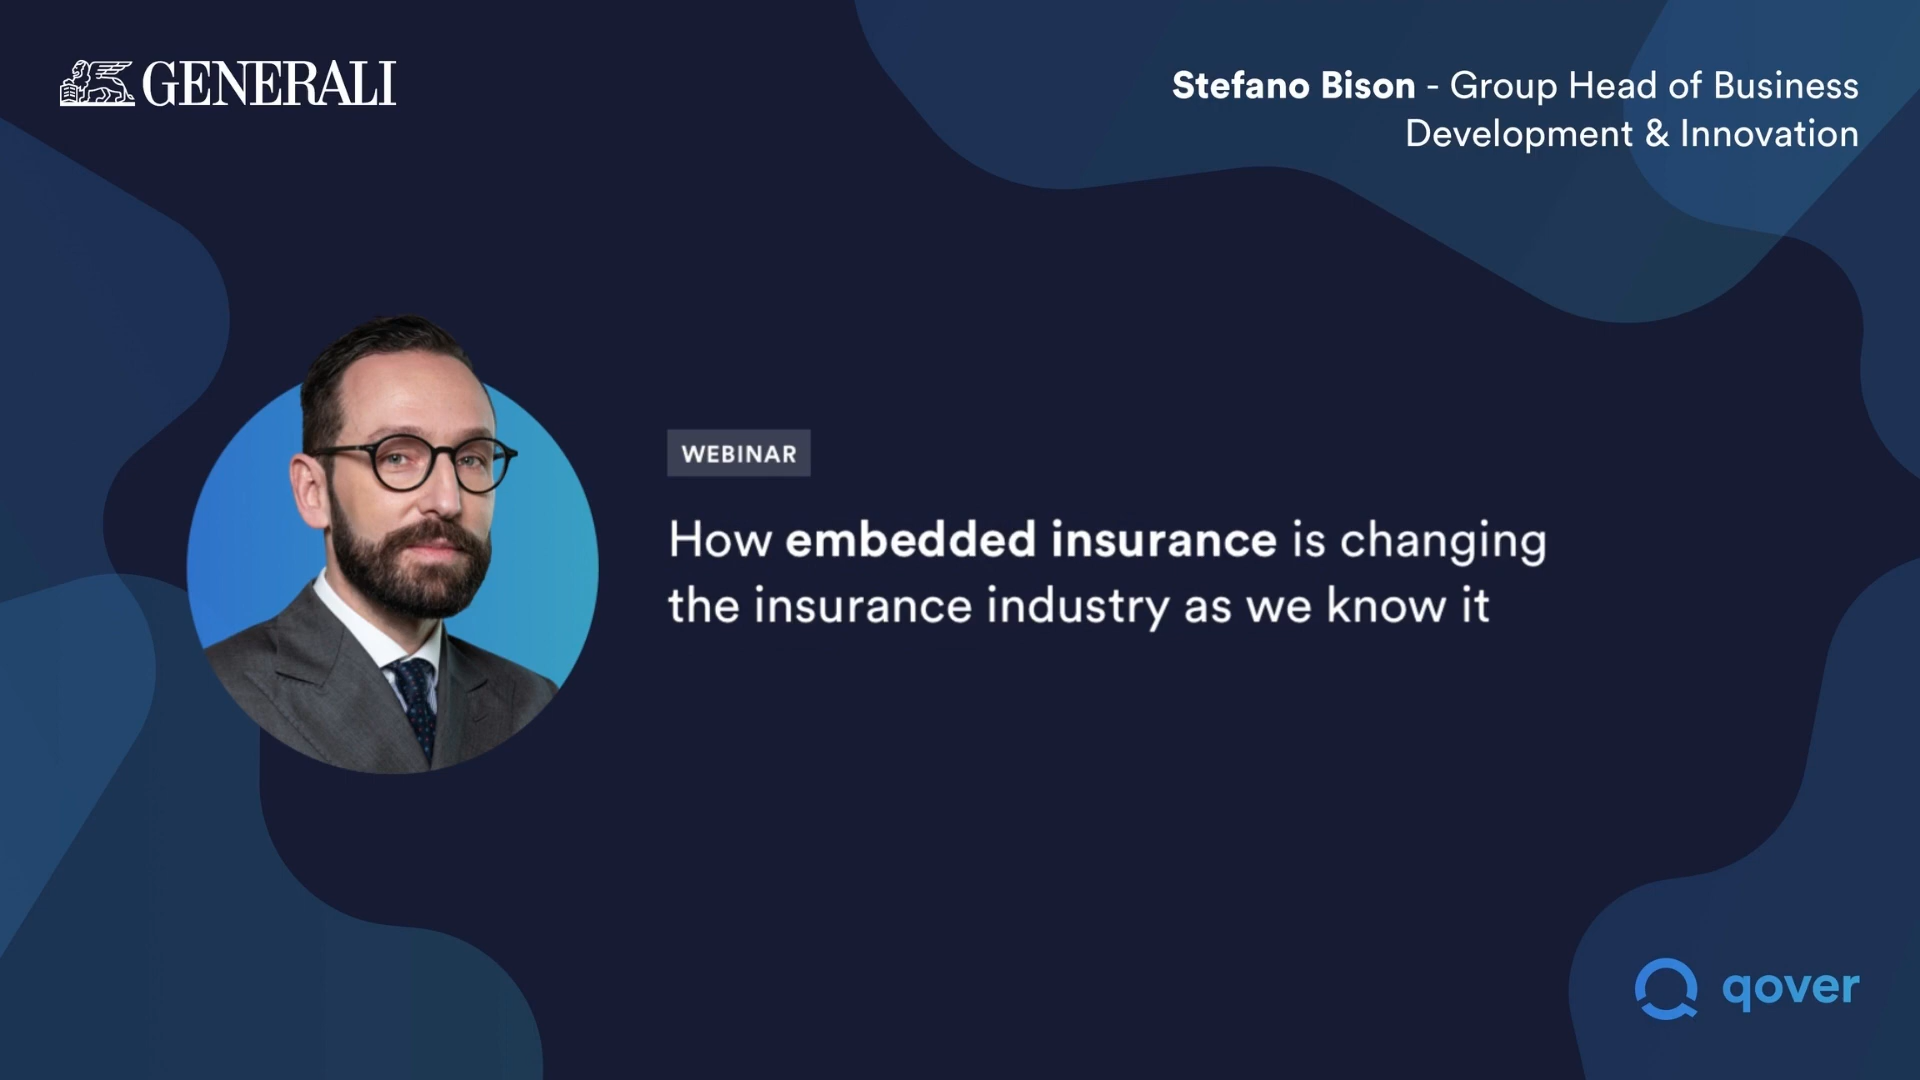 GENERALI
Stefano Bison - Group Head of Business
Development & Innovation
WEBINAR
How embedded insurance is changing
the insurance industry as we know it
qover